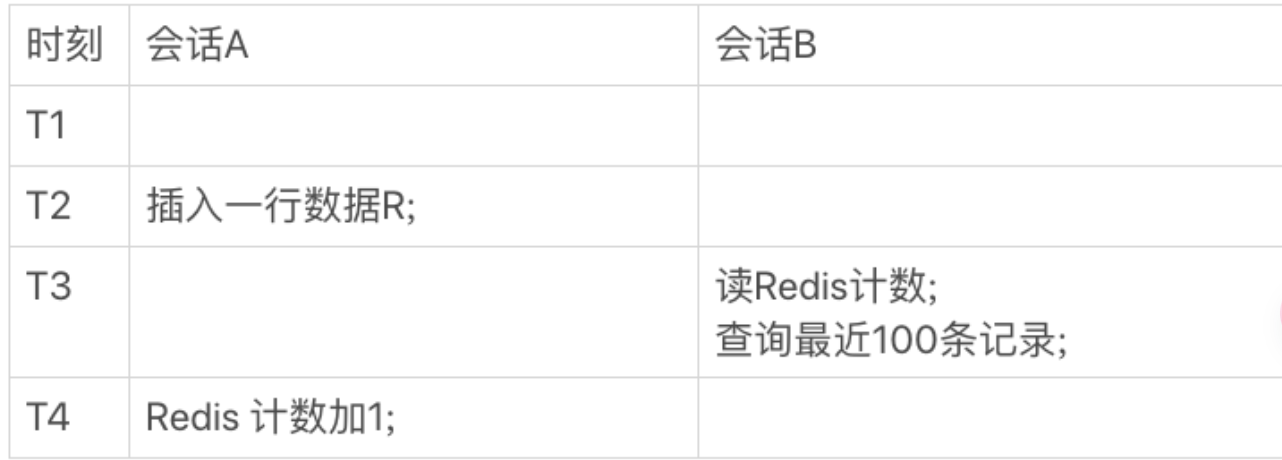 时刻 会话A 会话B
T1
T2 插入一行数据R;
T3 读Redis计数;
查询最近100条记录;
T4 Redis 计数加1;